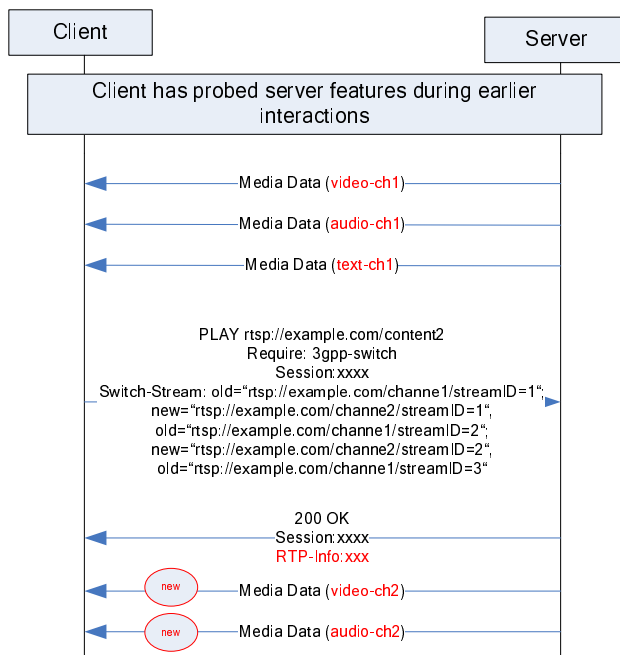 Client
Server
Client has probed server features during earlier
interactions
Media Data (video-ch1)
Media Data (audio-ch1)
Media Data (text-ch1)
PLAY rtsp://example.com/content2
Require: 3gpp-switch
Session:xxxx
Switch-Stream: old=“rtsp://example.com/channe1/streamID=1“;
new=“rtsp://example.com/channe2/streamID=1“,
old=“rtsp://example.com/channe1/streamID=2“;
new=“rtsp://example.com/channe2/streamID=2“,
old=“rtsp://example.com/channe1/streamID=3“
200 OK
Session:xxxx
RTP-Info:xxx
new
Media Data (video-ch2)
new
Media Data (audio-ch2)